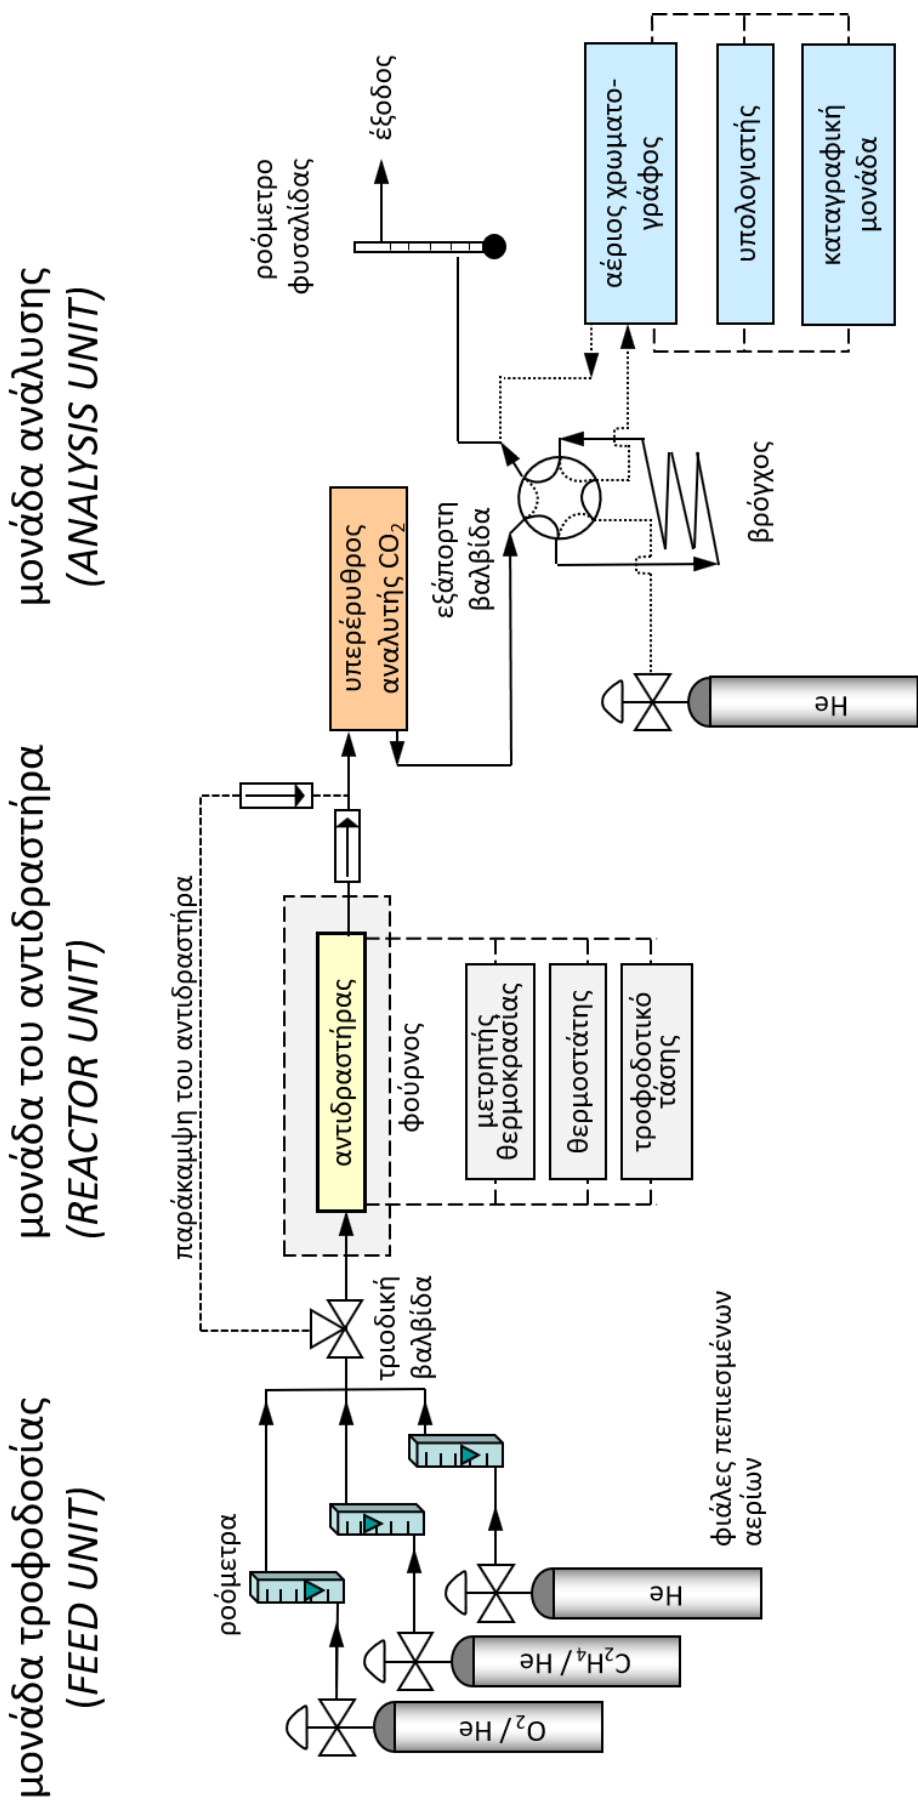 μονάδα τροφοδοσίας
(FEED UNIT)
μονάδα του αντιδραστήρα
(REACTOR UNIT)
μονάδα ανάλυσης
(ANALYSIS UNIT)
ροόμετρα
O₂ / He
C₂H₄ / He
He
φιάλες πεπιεσμένων
αερίων
τριοδική
βαλβίδα
παράκαμψη του αντιδραστήρα
αντιδραστήρας
φούρνος
μετρητής
θερμοκρασίας
θερμοστάτης
τροφοδοτικό
τάσης
υπερέρυθρος
αναλυτής CO₂
εξάπορτη
βαλβίδα
He
βρόγχος
ροόμετρο
φυσαλίδας
έξοδος
αέριος χρωματο-
γράφος
υπολογιστής
καταγραφική
μονάδα